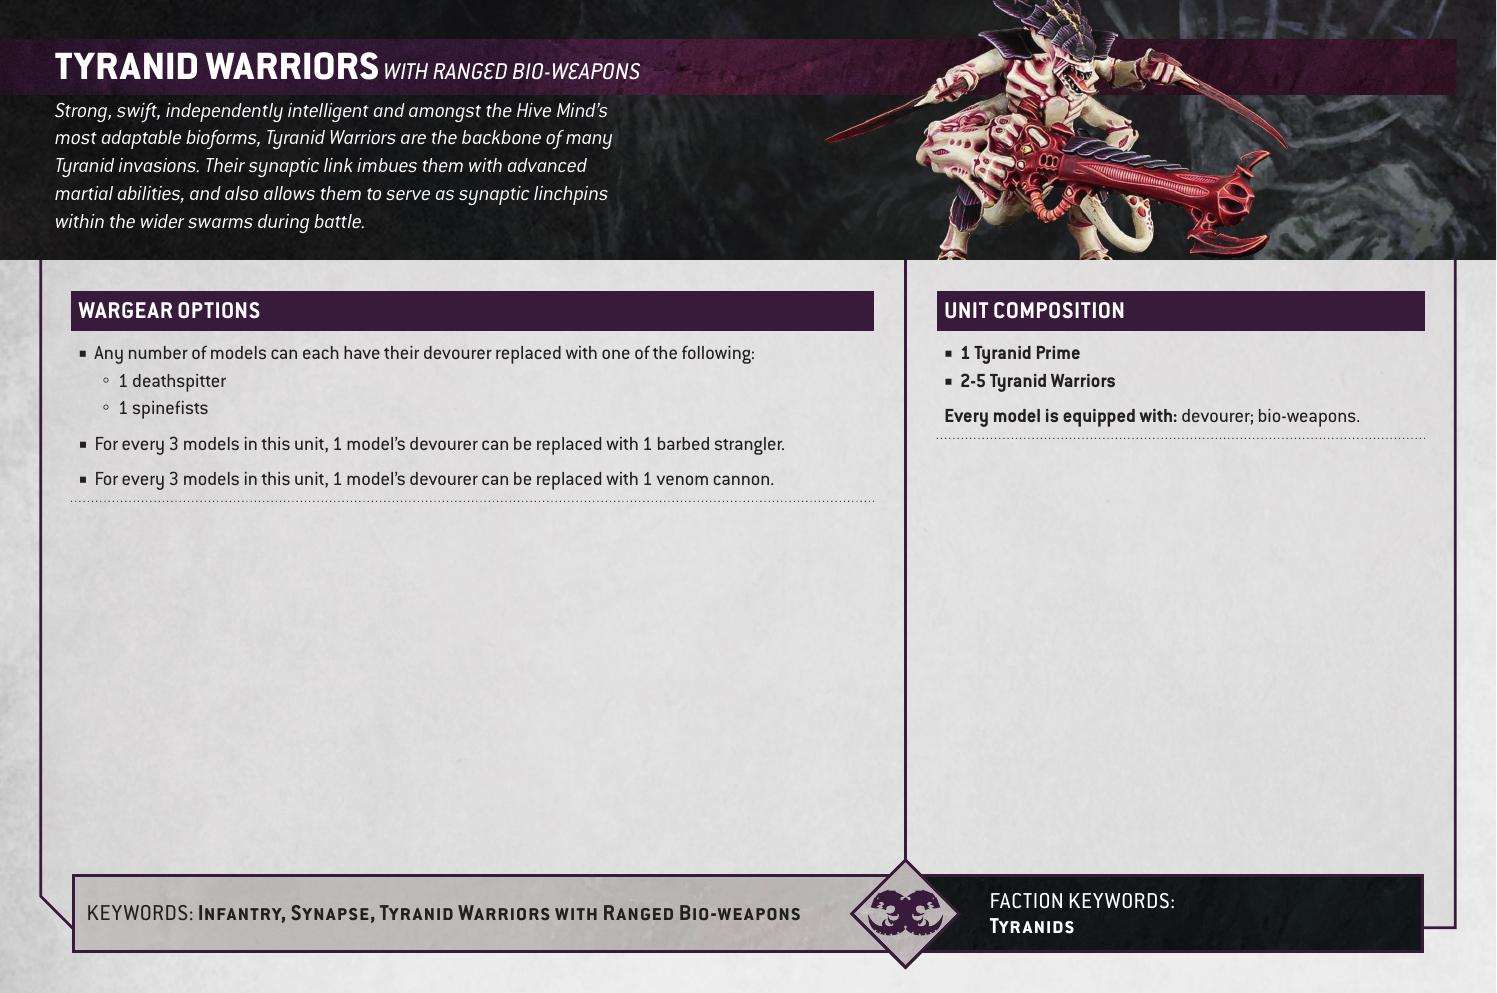 TYRANID WARRIORS WITH RANGED BIO-WEAPONS
Strong, swift, independently intelligent and amongst the Hive Mind's
most adaptable bioforms, Tyranid Warriors are the backbone of many
Tyranid invasions. Their synaptic link imbues them with advanced
martial abilities, and also allows them to serve as synaptic linchpins
within the wider swarms during battle.
WARGEAR OPTIONS
■ Any number of models can each have their devourer replaced with one of the following:
◦ 1 deathspitter
◦ 1 spinefists
■ For every 3 models in this unit, 1 model's devourer can be replaced with 1 barbed strangler.
■ For every 3 models in this unit, 1 model's devourer can be replaced with 1 venom cannon.
UNIT COMPOSITION
■ 1 Tyranid Prime
■ 2-5 Tyranid Warriors
Every model is equipped with: devourer; bio-weapons.
KEYWORDS: INFANTRY, SYNAPSE, TYRANID WARRIORS WITH RANGED BIO-WEAPONS
FACTION KEYWORDS:
TYRANIDS